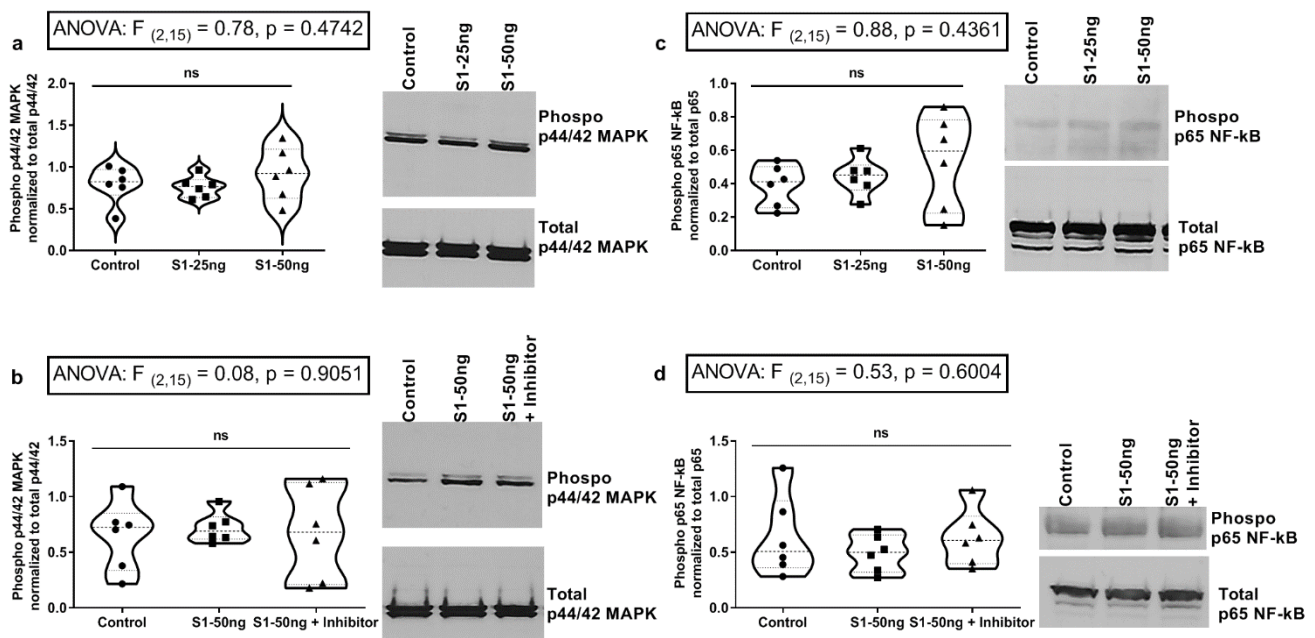 a
ANOVA: F (2,15) = 0.78, p = 0.4742
ns
Phospho p44/42 MAPK
normalized to total p44/42
2.0
1.5
1.0
0.5
0.0
Control
S1-25ng
S1-50ng
Control
S1-25ng
S1-50ng
Phospo
p44/42 MAPK)
Total
p44/42 MAPK)
c
ANOVA: F (2,15) = 0.88, p = 0.4361
ns
Phospho p65 NF-kB
normalized to total p65
1.0
0.8
0.6
0.4
0.2
0.0
Control
S1-25ng
S1-50ng
Control
S1-25ng
S1-50ng
Phospo
p65 NF-kB)
Total
p65 NF-kB)
b
ANOVA: F (2,15) = 0.08, p = 0.9051
ns
Phospho p44/42 MAPK
normalized to total p44/42
1.5
1.0
0.5
0.0
Control
S1-50ng
S1-50ng + Inhibitor
Control
S1-50ng
S1-50ng
+ Inhibitor
Phospo
p44/42 MAPK)
Total
p44/42 MAPK)
d
ANOVA: F (2,15) = 0.53, p = 0.6004
ns
Phospho p65 NF-kB
normalized to total p65
1.5
1.0
0.5
0.0
Control
S1-50ng
S1-50ng + Inhibitor
Control
S1-50ng
S1-50ng
+ Inhibitor
Phospo
p65 NF-kB)
Total
p65 NF-kB)